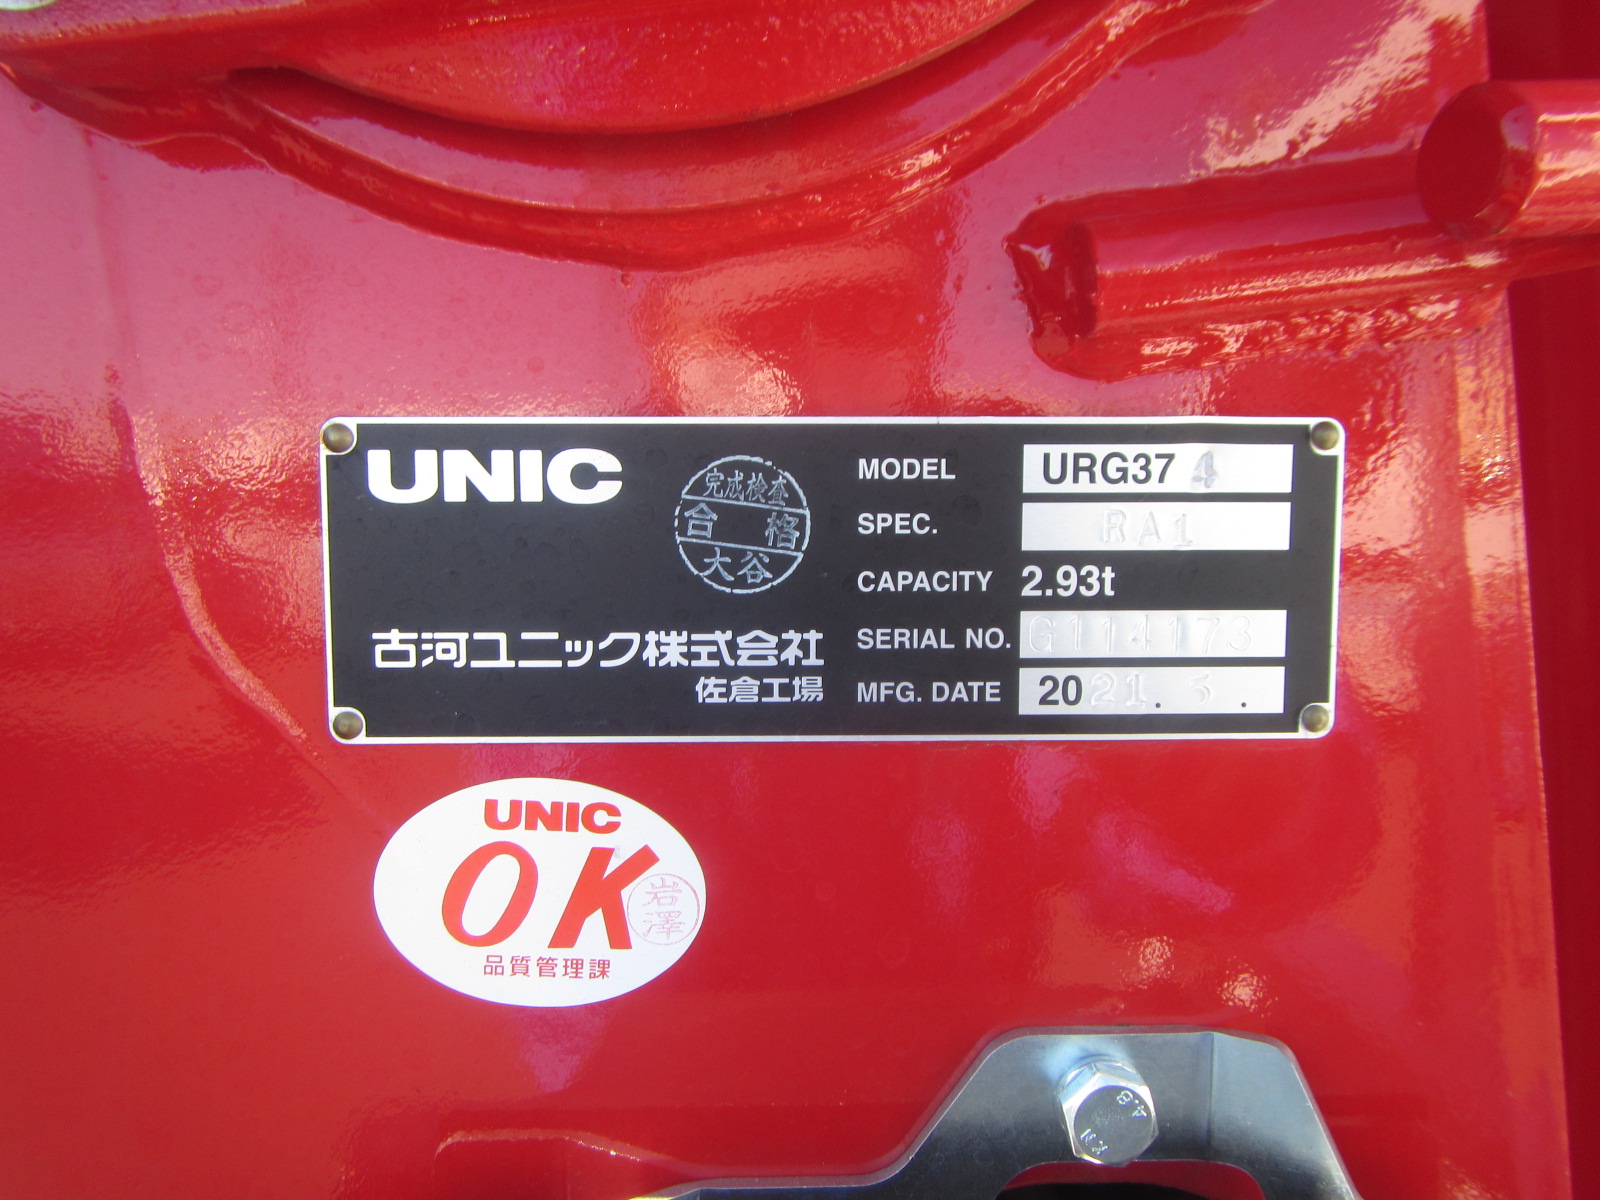 UNIC
完成検査
合格
大谷
古河ユニック株式会社
佐倉工場
MODEL URG374
SPEC. RA1
CAPACITY 2.93t
SERIAL NO. G114173
MFG. DATE 2021. 3 .
UNIC
OK
岩澤
品質管理課
4.8